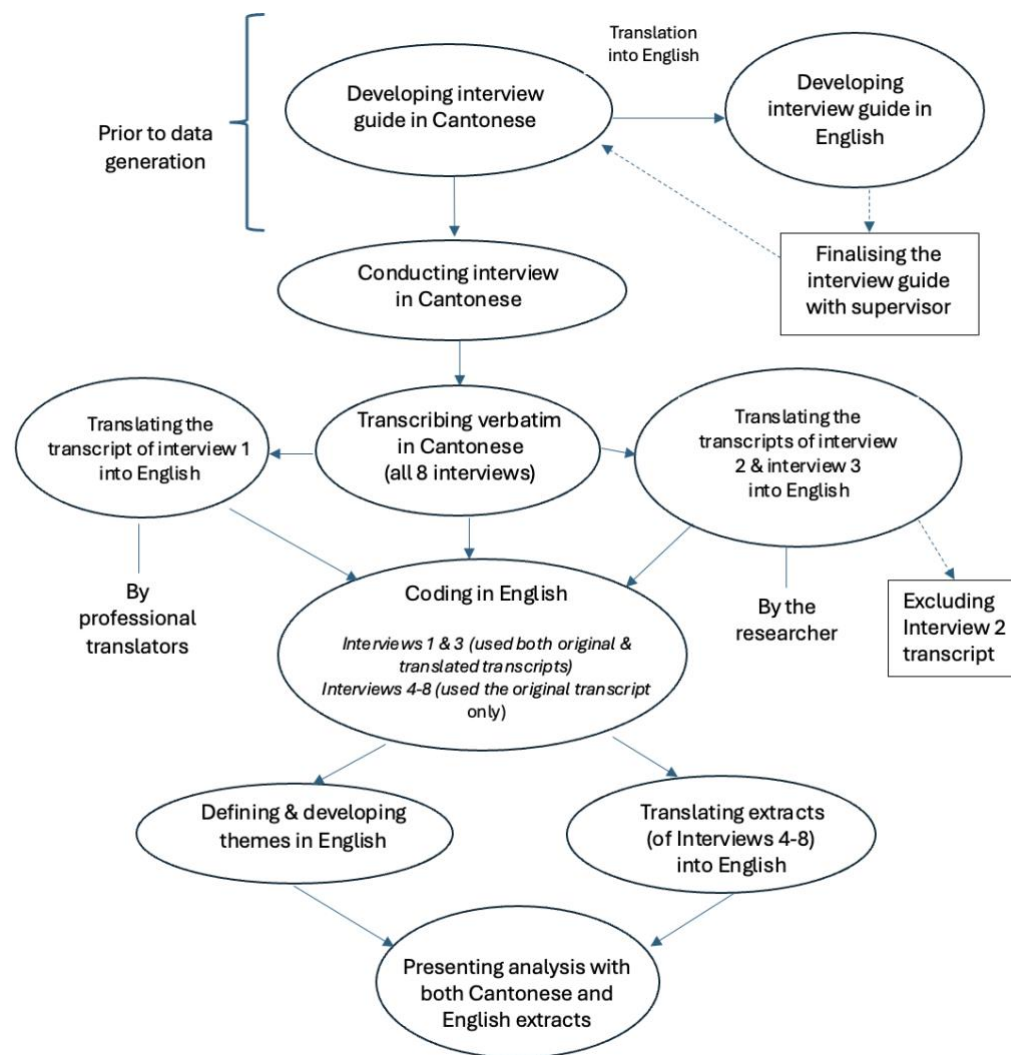 Translation
into English
Developing interview
guide in Cantonese
Developing
interview guide in
English
Prior to data
generation
Finalising the
interview guide
with supervisor
Conducting interview
in Cantonese
Translating the
transcript of interview 1
into English
Transcribing verbatim
in Cantonese
(all 8 interviews)
Translating the
transcripts of interview
2 & interview 3
into English
By
professional
translators
Coding in English
Interviews 1 & 3 (used both original &
translated transcripts)
Interviews 4-8 (used the original transcript
only)
By the
researcher
Excluding
Interview 2
transcript
Defining & developing
themes in English
Translating extracts
(of Interviews 4-8)
into English
Presenting analysis with
both Cantonese and
English extracts